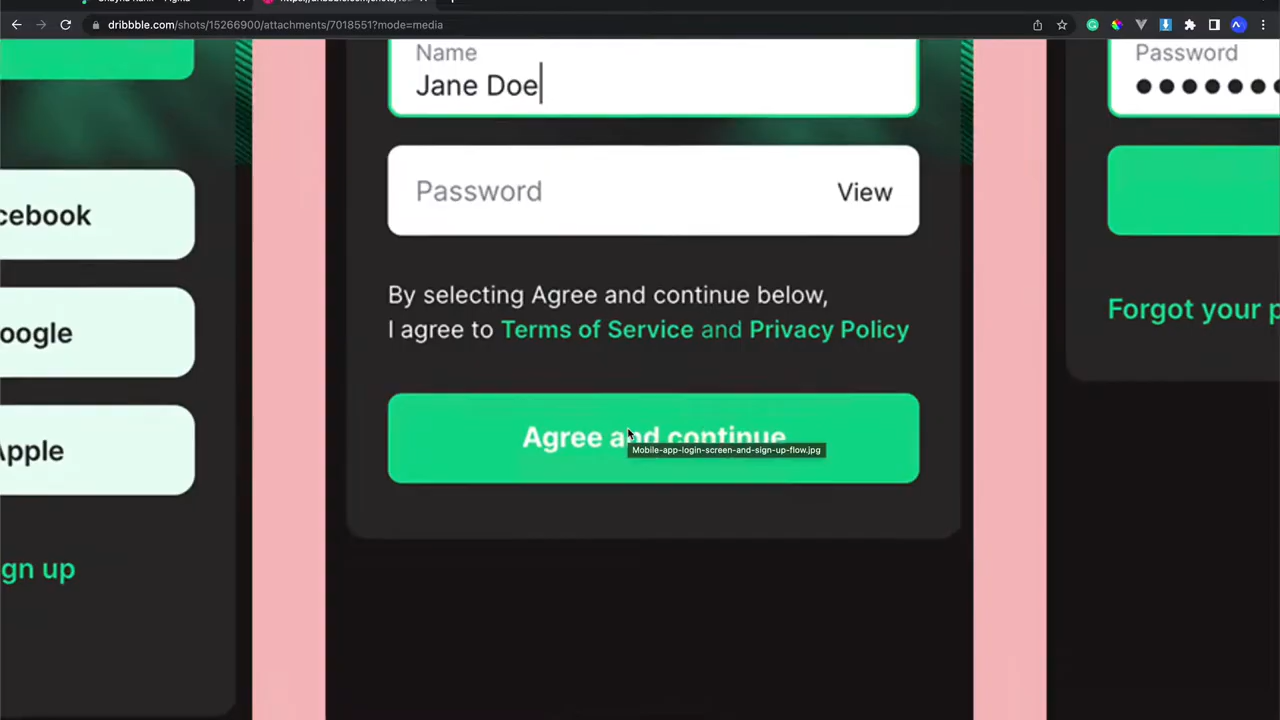 dribbble.com/shots/15266900/attachments/7018551?mode=media
Name
Jane Doe
Password
Password
View
cebook
oogle
Apple
gn up
By selecting Agree and continue below,
I agree to Terms of Service and Privacy Policy
Agree and continue
Mobile-app-login-screen-and-sign-up-flow.jpg
Forgot your p